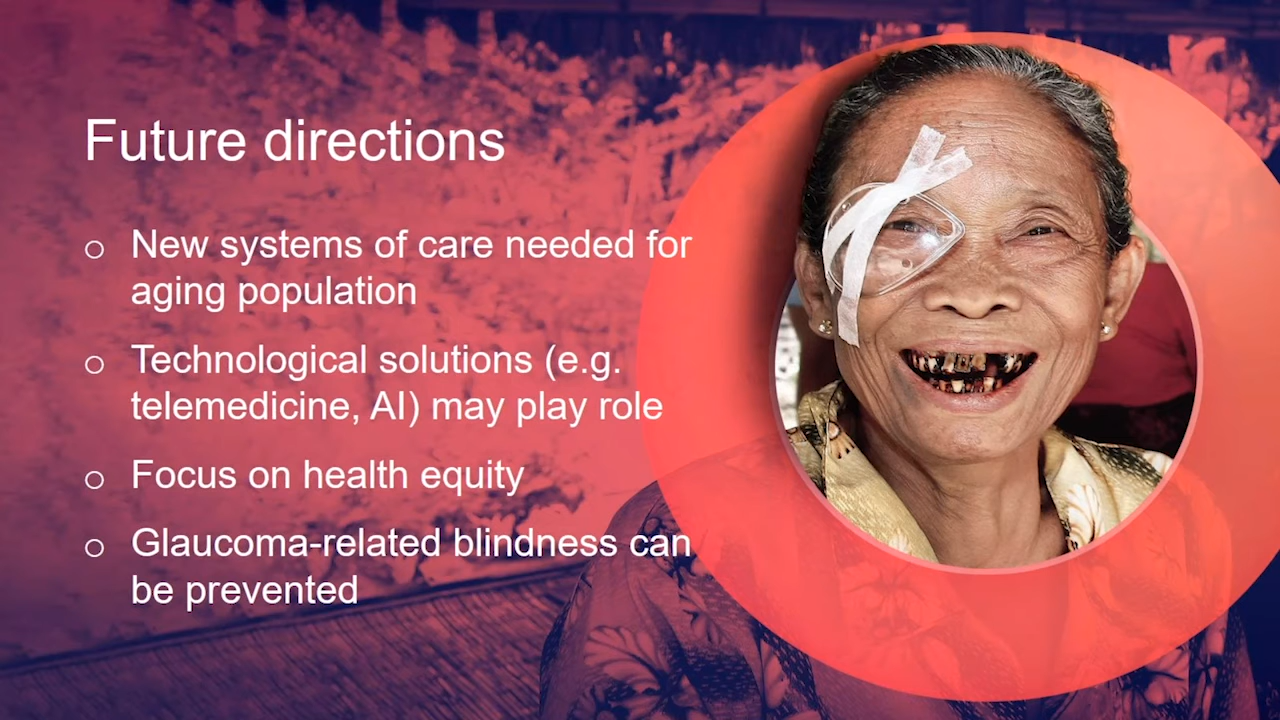 Future directions
New systems of care needed for
aging population
Technological solutions (e.g.
telemedicine, AI) may play role
Focus on health equity
Glaucoma-related blindness can
be prevented